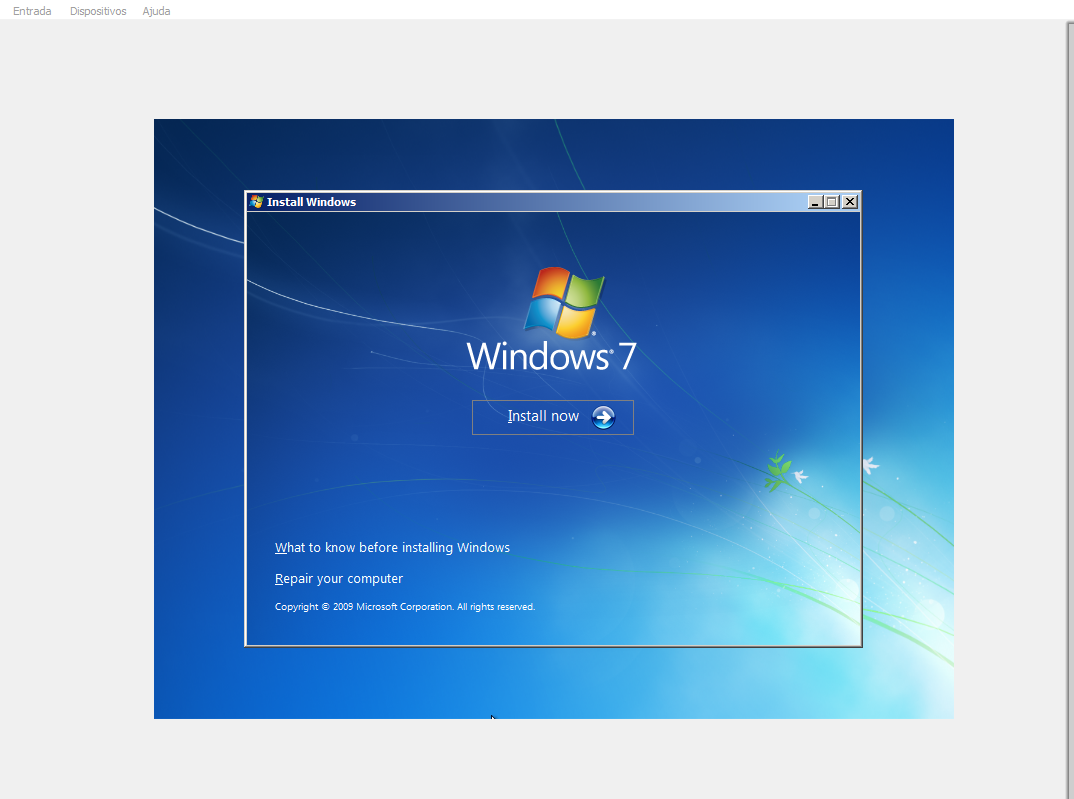 Entrada Dispositivos Ajuda
Install Windows
Windows® 7
Install now
What to know before installing Windows
Repair your computer
Copyright © 2009 Microsoft Corporation. All rights reserved.